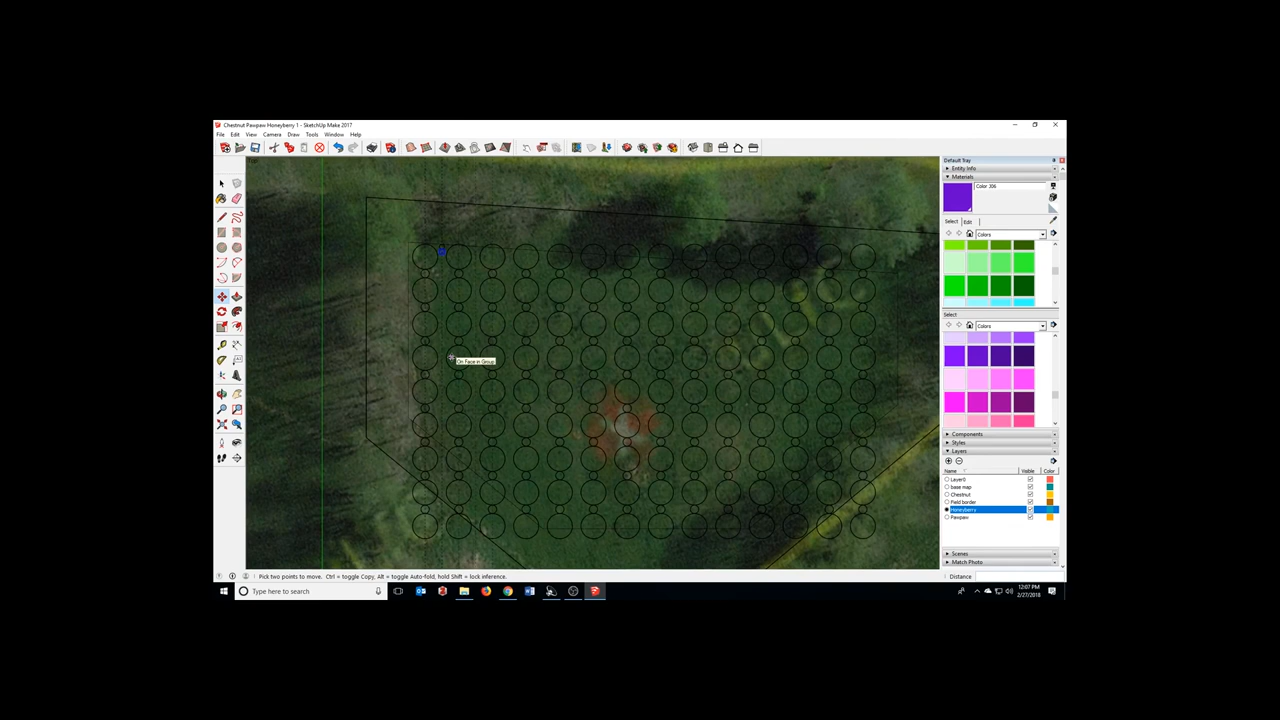 Chestnut Pawpaw Honeyberry 1 - SketchUp Make 2017
File Edit View Camera Draw Tools Window Help
Top
Default Tray
Entity Info
Materials
Color J06
Select Edit
Colors
Select
Colors
On Face in Group
Components
Styles
Layers
Name Visible Color
Layer0
base map
Chestnut
Field border
Honeyberry
Pawpaw
Scenes
Match Photo
Pick two points to move. Ctrl = toggle Copy, Alt = toggle Auto-fold, hold Shift = lock inference.
Distance
Type here to search
12:07 PM
2/27/2018